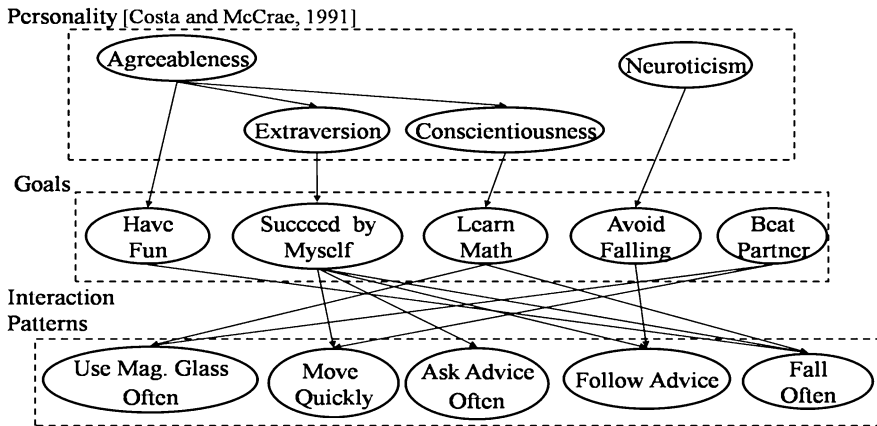 Personality [Costa and McCrae, 1991]
Agreeableness
Neuroticism
Extraversion
Conscientiousness
Goals
Have
Fun
Succeed by
Myself
Learn
Math
Avoid
Falling
Beat
Partner
Interaction
Patterns
Use Mag. Glass
Often
Move
Quickly
Ask Advice
Often
Follow Advice
Fall
Often